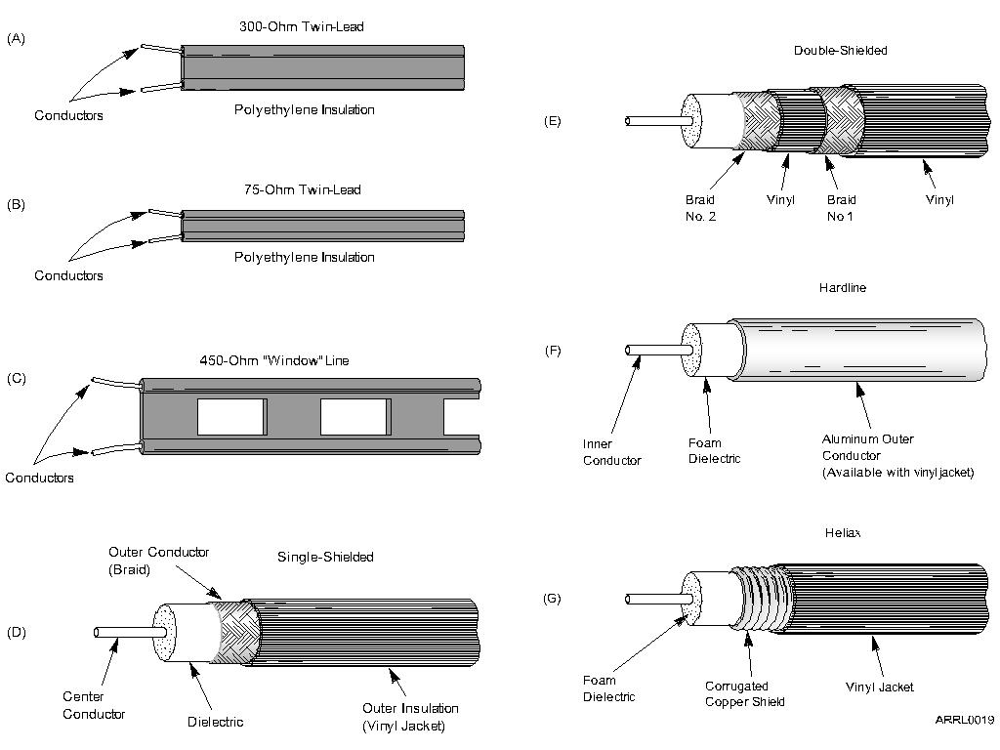 (A)
300-Ohm Twin-Lead
Conductors
Polyethylene Insulation
(B)
75-Ohm Twin-Lead
Conductors
Polyethylene Insulation
(C)
450-Ohm "Window" Line
Conductors
(D)
Outer Conductor
(Braid)
Single-Shielded
Center
Conductor
Dielectric
Outer Insulation
(Vinyl Jacket)
Double-Shielded
(E)
Braid
No. 2
Vinyl
Braid
No 1
Vinyl
Hardline
(F)
Inner
Conductor
Foam
Dielectric
Aluminum Outer
Conductor
(Available with vinyl jacket)
Heliax
(G)
Foam
Dielectric
Corrugated
Copper Shield
Vinyl Jacket
ARRL0019